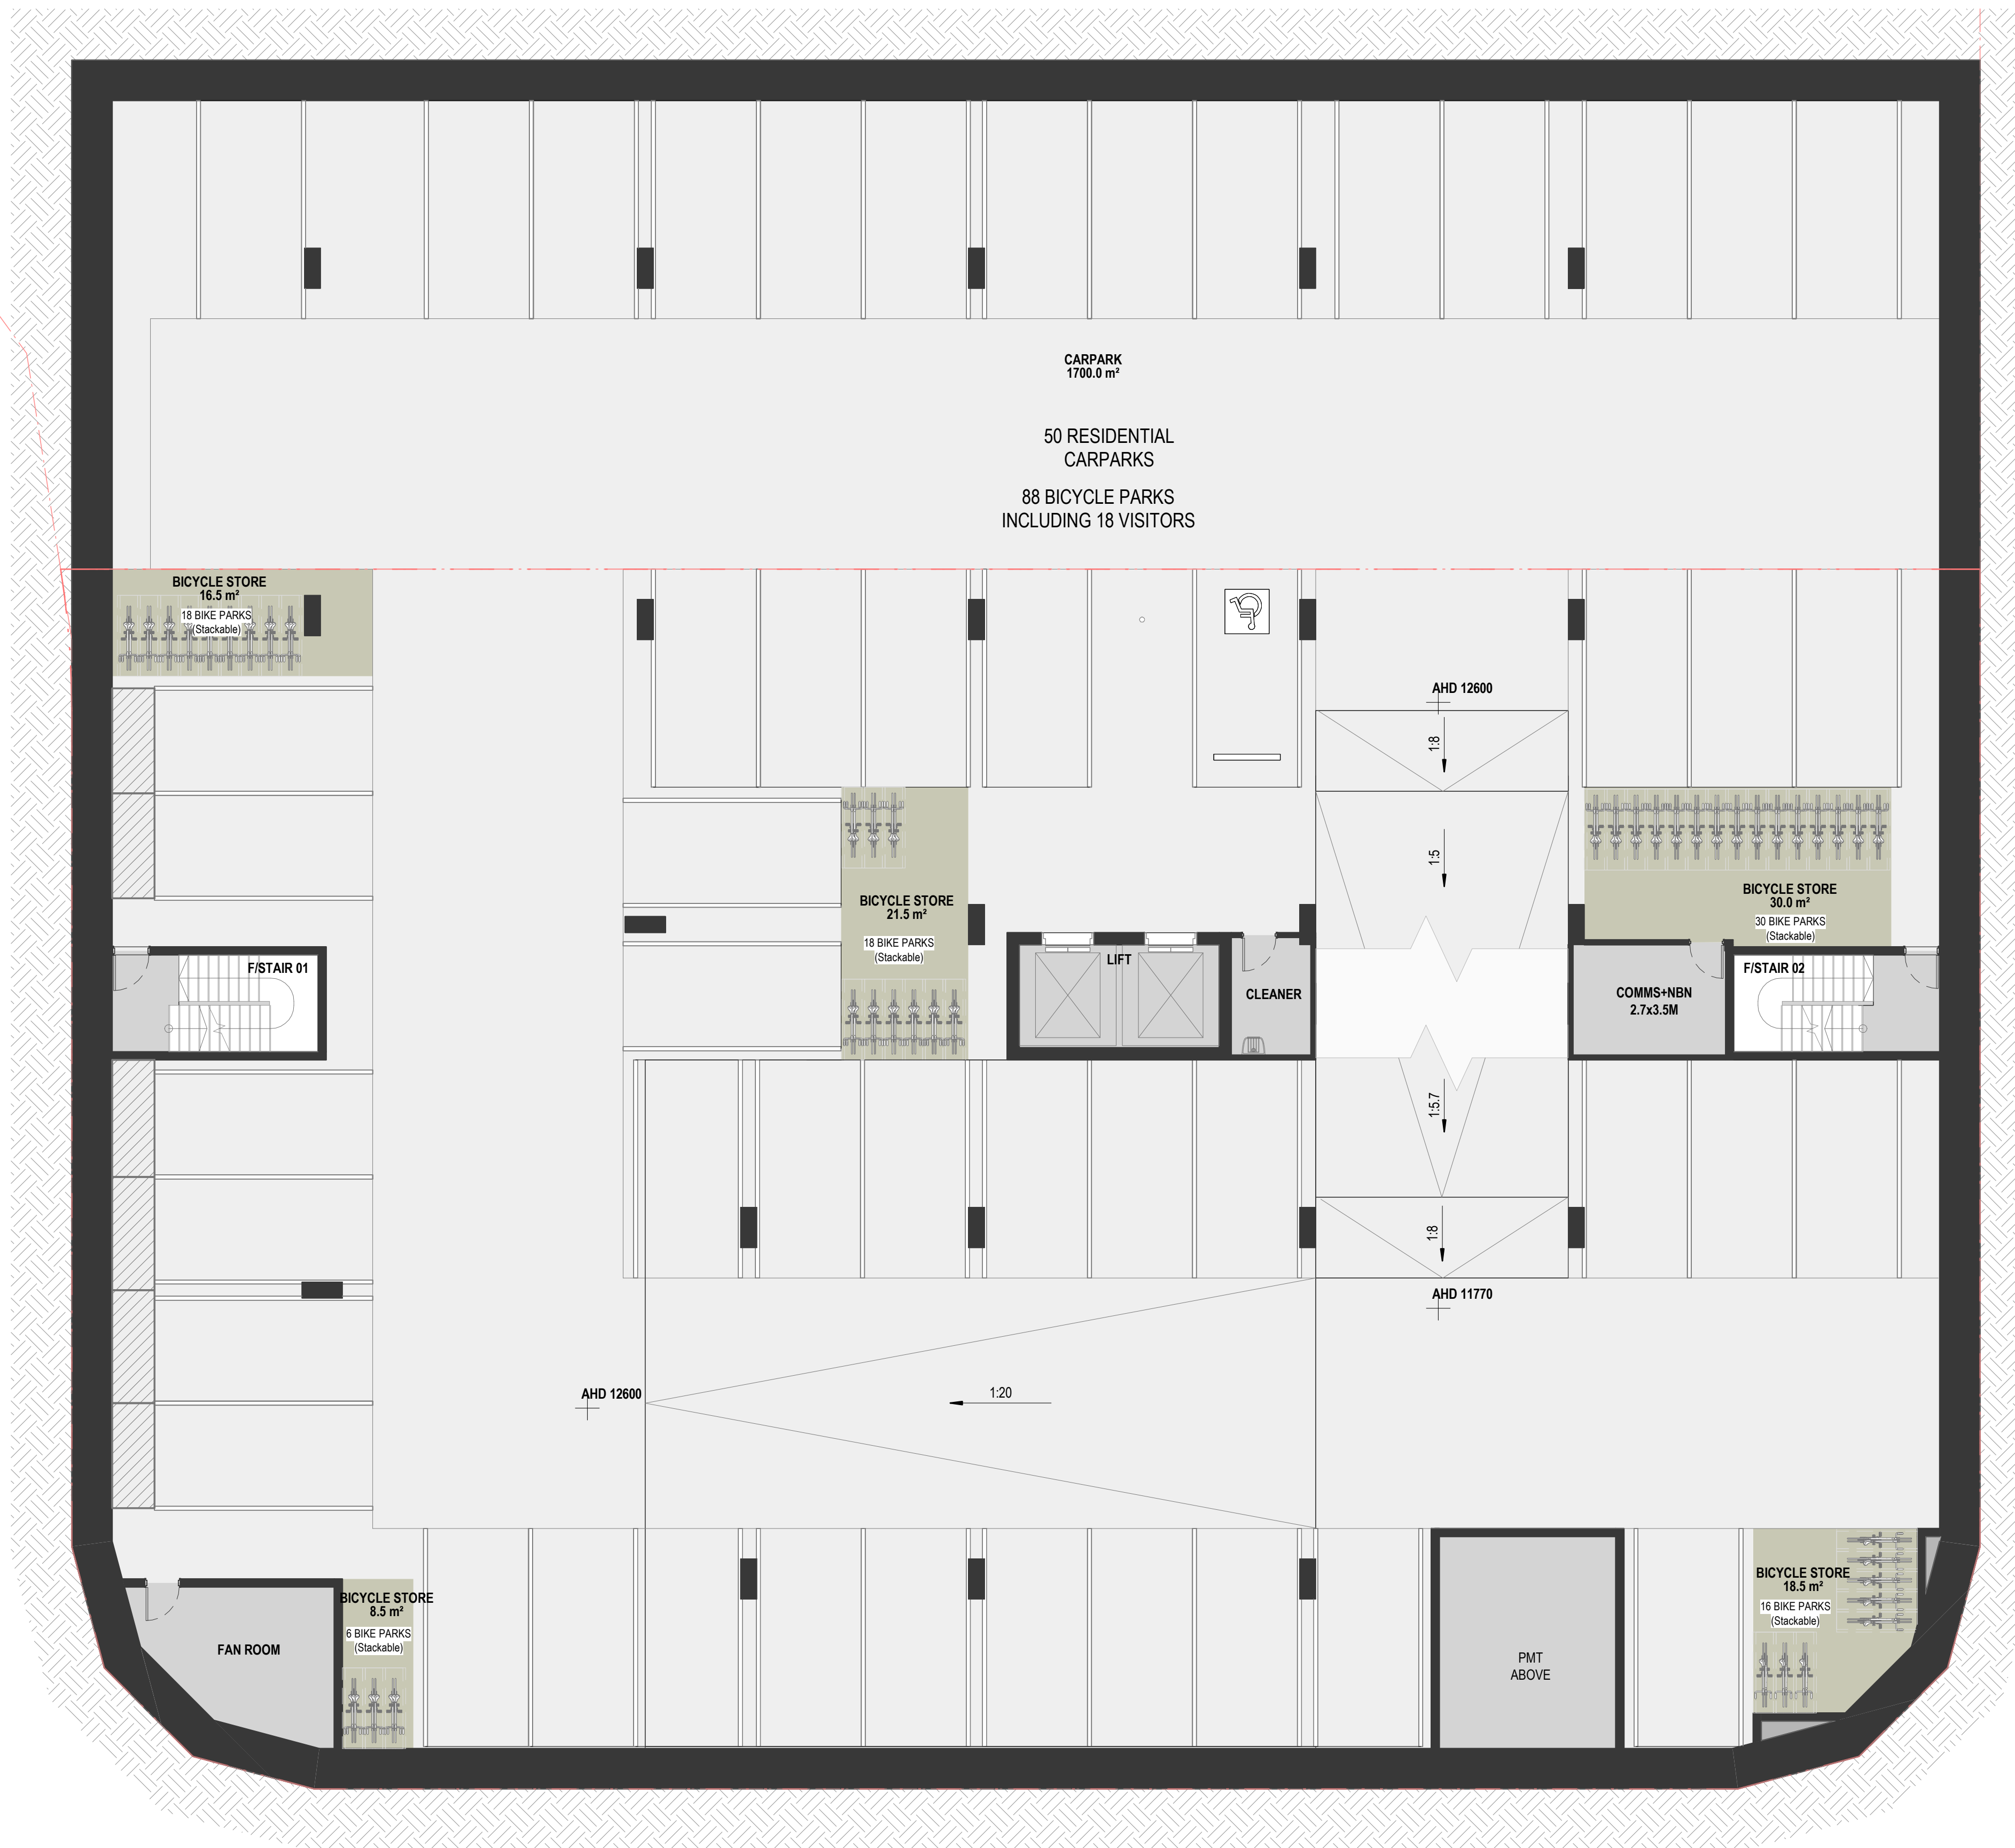 CARPARK
1700.0 m²
50 RESIDENTIAL
CARPARKS
88 BICYCLE PARKS
INCLUDING 18 VISITORS
BICYCLE STORE
16.5 m²
18 BIKE PARKS
(Stackable)
AHD 12600
1:8
1:5
BICYCLE STORE
21.5 m²
18 BIKE PARKS
(Stackable)
BICYCLE STORE
30.0 m²
30 BIKE PARKS
(Stackable)
F/STAIR 01
LIFT
CLEANER
COMMS+NBN
2.7x3.5M
F/STAIR 02
1:5.7
1:8
AHD 11770
AHD 12600
1:20
BICYCLE STORE
8.5 m²
6 BIKE PARKS
(Stackable)
FAN ROOM
PMT
ABOVE
BICYCLE STORE
18.5 m²
16 BIKE PARKS
(Stackable)